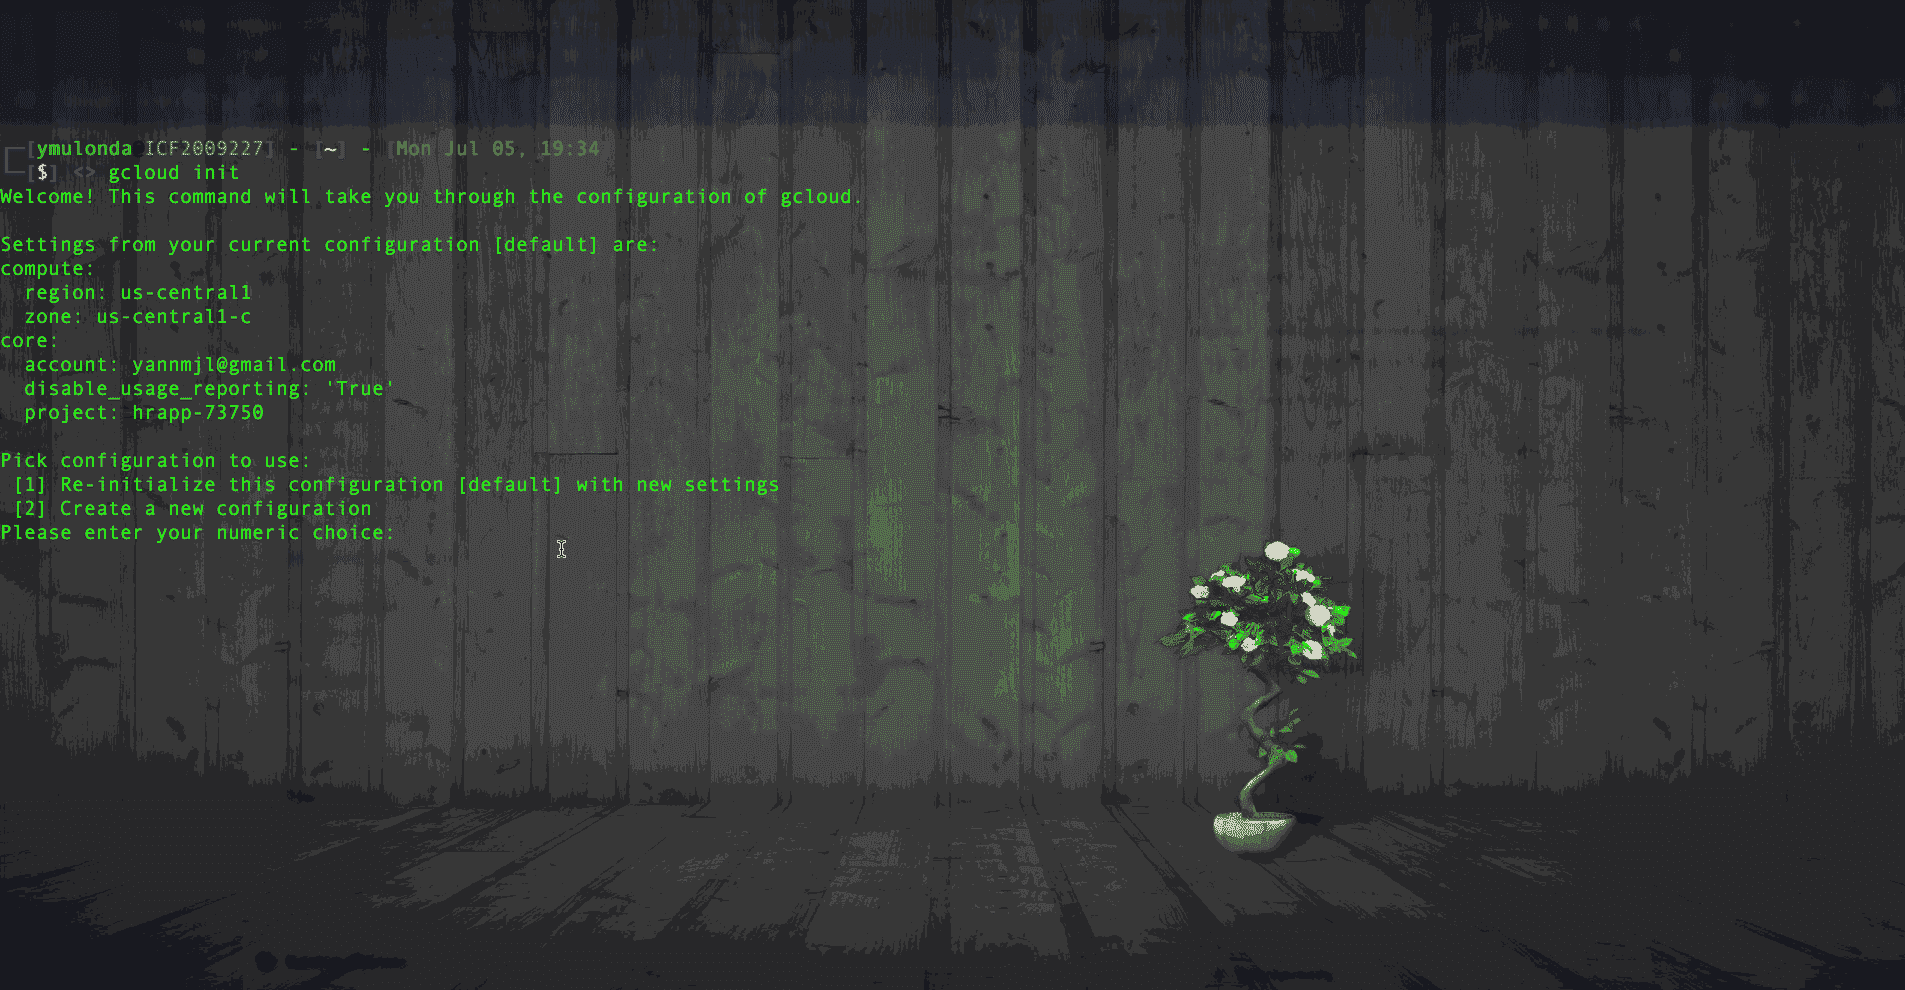 [ymulonda ICF2009227] - [~] - [Mon Jul 05, 19:34
[$] <> gcloud init
Welcome! This command will take you through the configuration of gcloud.
Settings from your current configuration [default] are:
compute:
  region: us-central1
  zone: us-central1-c
core:
  account: yannmjl@gmail.com
  disable_usage_reporting: 'True'
  project: hrapp-73750
Pick configuration to use:
 [1] Re-initialize this configuration [default] with new settings
 [2] Create a new configuration
Please enter your numeric choice: